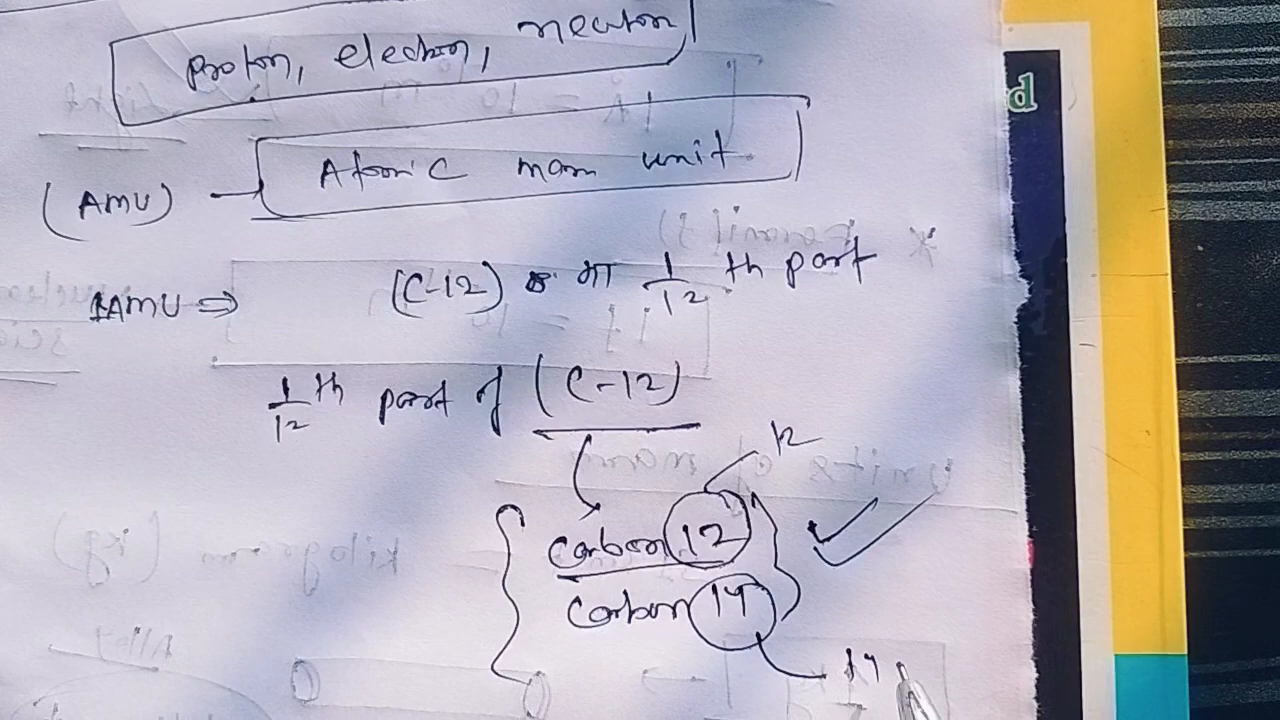 proton, electron, neutron
(AMU) → Atomic mass unit
1AMU ⇒ (C-12) का 1/12 th part
1/12 th part of (C-12)
12
carbon 12
carbon 14
14
d